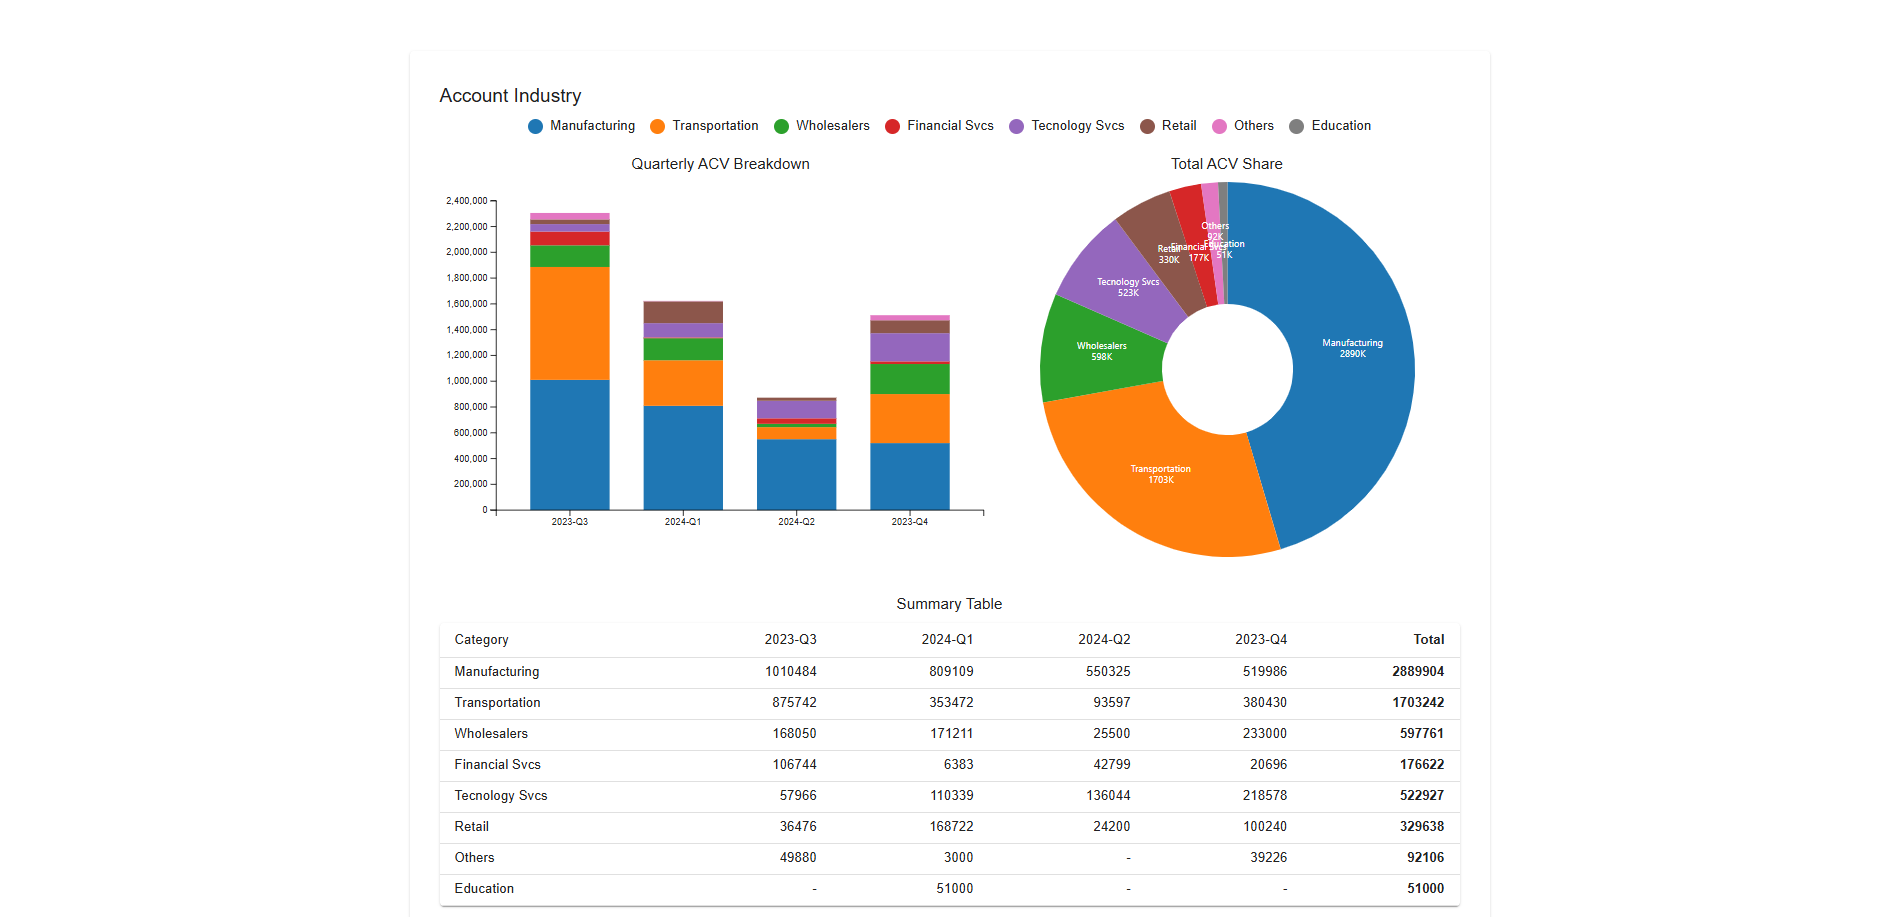 Account Industry
Manufacturing Transportation Wholesalers Financial Svcs Tecnology Svcs Retail Others Education
Quarterly ACV Breakdown
2,400,000
2,200,000
2,000,000
1,800,000
1,600,000
1,400,000
1,200,000
1,000,000
800,000
600,000
400,000
200,000
0
2023-Q3 2024-Q1 2024-Q2 2023-Q4
Total ACV Share
Others
92K
Education
51K
Financial Svcs
177K
Retail
330K
Tecnology Svcs
523K
Wholesalers
598K
Manufacturing
2890K
Transportation
1703K
Summary Table
Category 2023-Q3 2024-Q1 2024-Q2 2023-Q4 Total
Manufacturing 1010484 809109 550325 519986 2889904
Transportation 875742 353472 93597 380430 1703242
Wholesalers 168050 171211 25500 233000 597761
Financial Svcs 106744 6383 42799 20696 176622
Tecnology Svcs 57966 110339 136044 218578 522927
Retail 36476 168722 24200 100240 329638
Others 49880 3000 - 39226 92106
Education - 51000 - - 51000